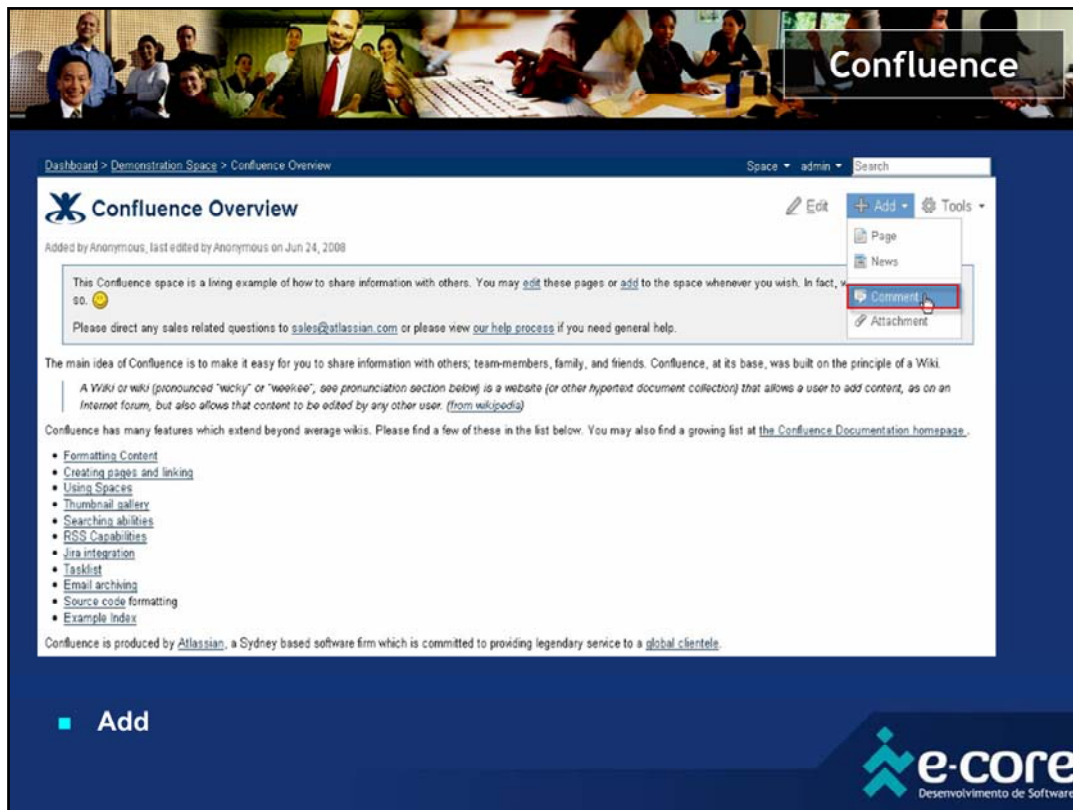 Confluence
Dashboard > Demonstration Space > Confluence Overview
Space admin Search
Confluence Overview
Edit Add Tools
Added by Anonymous, last edited by Anonymous on Jun 24, 2008
Page
News
Comment
Attachment
This Confluence space is a living example of how to share information with others. You may edit these pages or add to the space whenever you wish. In fact,
so.
Please direct any sales related questions to sales@atlassian.com or please view our help process if you need general help.
The main idea of Confluence is to make it easy for you to share information with others; team-members, family, and friends. Confluence, at its base, was built on the principle of a Wiki.
A Wiki or wiki (pronounced "wicky" or "weekee", see pronunciation section below) is a website (or other hypertext document collection) that allows a user to add content, as on an
Internet forum, but also allows that content to be edited by any other user. (from wikipedia)
Confluence has many features which extend beyond average wikis. Please find a few of these in the list below. You may also find a growing list at the Confluence Documentation homepage .
Formatting Content
Creating pages and linking
Using Spaces
Thumbnail gallery
Searching abilities
RSS Capabilities
Jira integration
Tasklist
Email archiving
Source code formatting
Example Index
Confluence is produced by Atlassian, a Sydney based software firm which is committed to providing legendary service to a global clientele.
Add
e-core
Desenvolvimento de Software